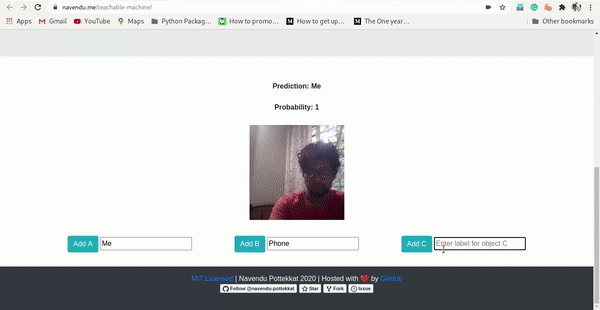 navendu.me/teachable-machine/
Apps M Gmail YouTube Maps Python Packag... How to promo... How to get up... The One year... Other bookmarks
Prediction: Me
Probability: 1
Add A Me Add B Phone Add C Enter label for object C
MIT Licensed | Navendu Pottekkat 2020 | Hosted with ❤ by GitHub
Follow @navendu-pottekkat Star Fork Issue